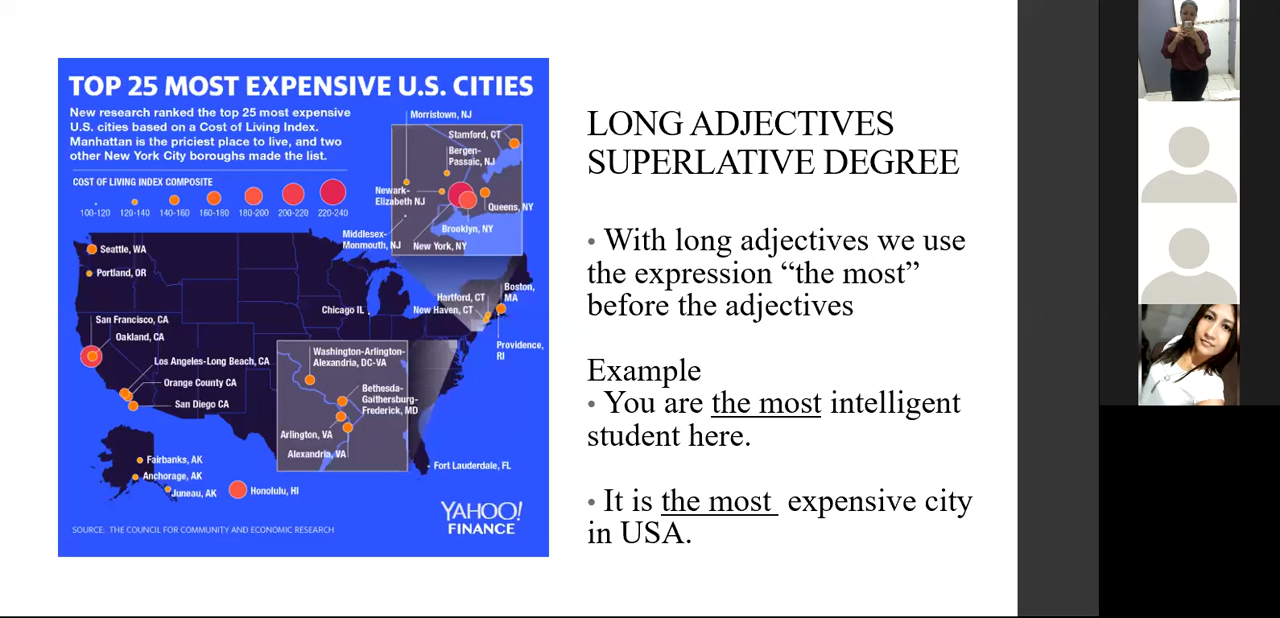 TOP 25 MOST EXPENSIVE U.S. CITIES
New research ranked the top 25 most expensive
U.S. cities based on a Cost of Living Index.
Manhattan is the priciest place to live, and two
other New York City boroughs made the list.
COST OF LIVING INDEX COMPOSITE
100-120 120-140 140-160 160-180 180-200 200-220 220-240
Morristown, NJ
Stamford, CT
Bergen-
Passaic, NJ
Newark-
Elizabeth NJ
Queens, NY
Brooklyn, NY
Middlesex-
Monmouth, NJ
New York, NY
Seattle, WA
Portland, OR
San Francisco, CA
Oakland, CA
Los Angeles-Long Beach, CA
Orange County CA
San Diego CA
Chicago IL
Hartford, CT
New Haven, CT
Boston,
MA
Providence,
RI
Washington-Arlington-
Alexandria, DC-VA
Bethesda-
Gaithersburg-
Frederick, MD
Arlington, VA
Alexandria, VA
Fort Lauderdale, FL
Fairbanks, AK
Anchorage, AK
Juneau, AK
Honolulu, HI
YAHOO!
FINANCE
SOURCE: THE COUNCIL FOR COMMUNITY AND ECONOMIC RESEARCH
LONG ADJECTIVES
SUPERLATIVE DEGREE
• With long adjectives we use
the expression “the most”
before the adjectives
Example
• You are the most intelligent
student here.
• It is the most expensive city
in USA.